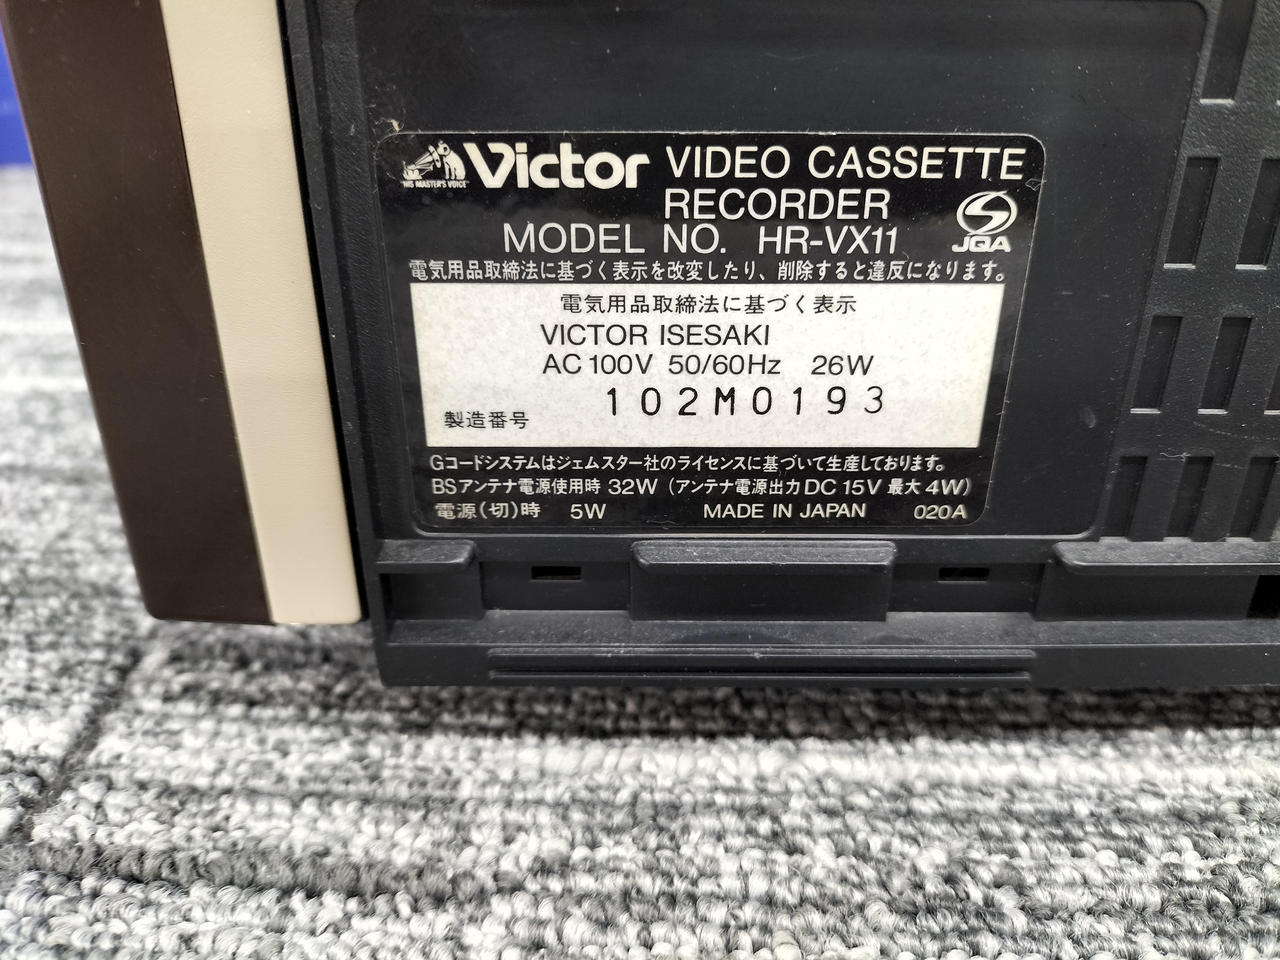 HIS MASTER'S VOICE
Victor VIDEO CASSETTE
RECORDER
MODEL NO. HR-VX11
JQA
電気用品取締法に基づく表示を改変したり、削除すると違反になります。
電気用品取締法に基づく表示
VICTOR ISESAKI
AC 100V 50/60Hz 26W
102M0193
製造番号
Gコードシステムはジェムスター社のライセンスに基づいて生産しております。
BSアンテナ電源使用時 32W (アンテナ電源出力 DC 15V 最大 4W)
電源(切)時 5W MADE IN JAPAN 020A